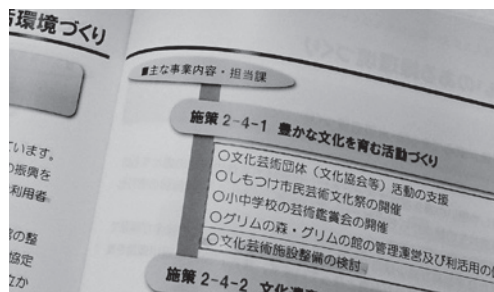 環境づくり
います。
の振興を
利用者
の整
協定
■主な事業内容・担当課
施策 2-4-1 豊かな文化を育む活動づくり
○文化芸術団体(文化協会等)活動の支援
○しもつけ市民芸術文化祭の開催
○小中学校の芸術鑑賞会の開催
○グリムの森・グリムの館の管理運営及び利活用の
○文化芸術施設整備の検討
施策 2-4-2 文化